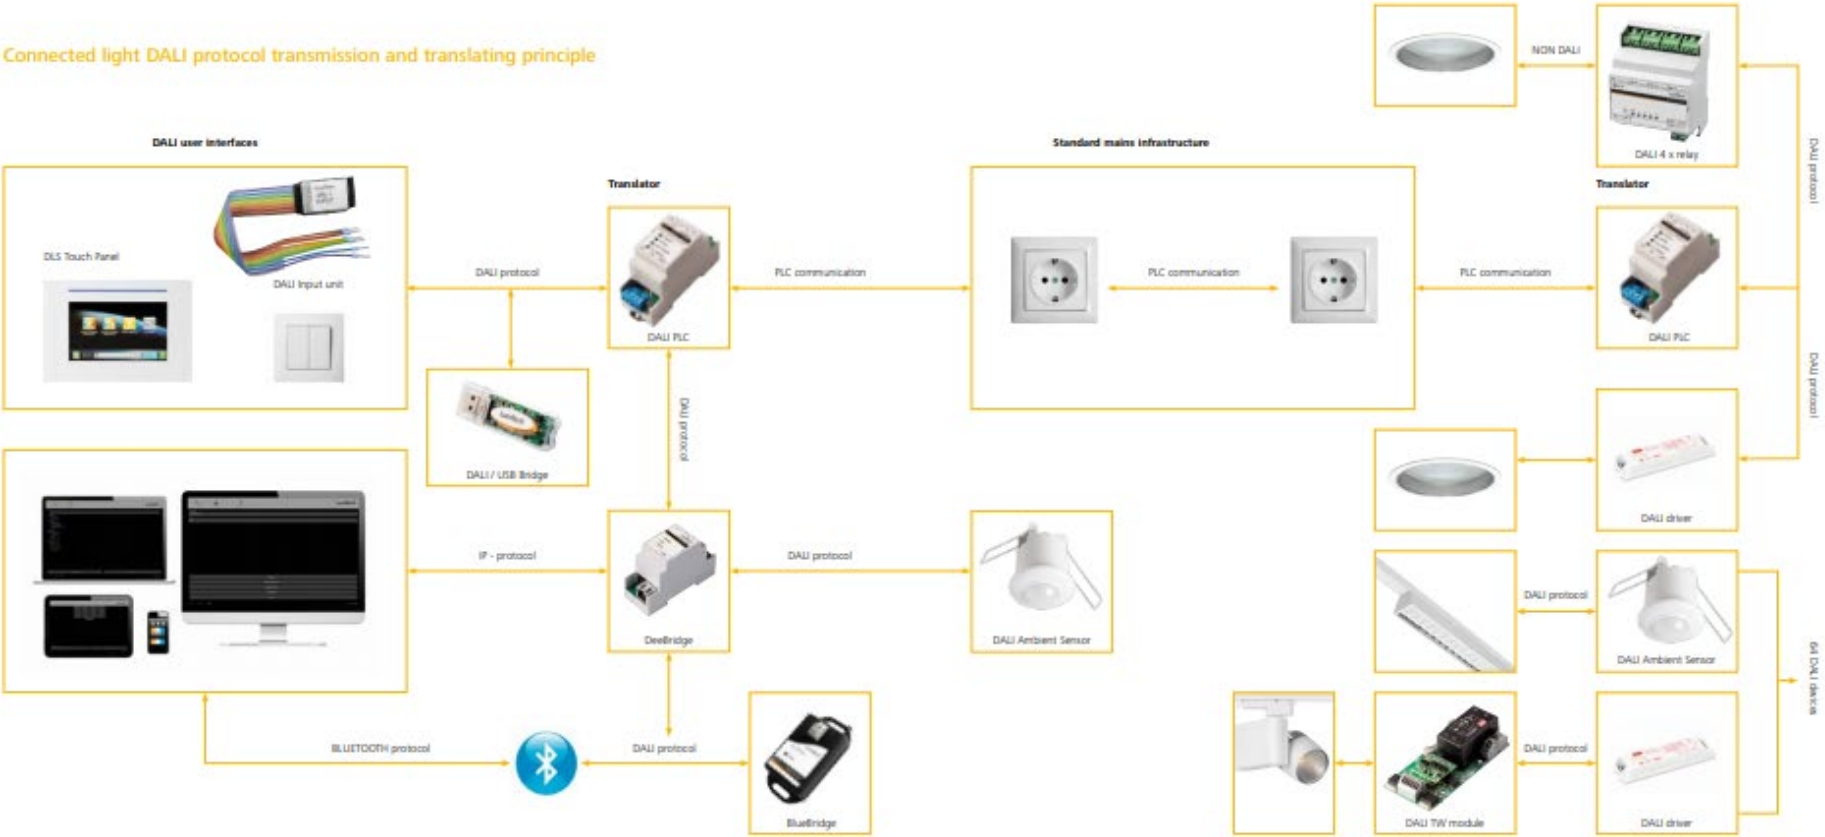 Connected light DALI protocol transmission and translating principle
NON DALI
DALI 4 x relay
DALI protocol
DALI user interfaces
Standard mains infrastructure
Translator
Translator
DLS Touch Panel
DALI Input unit
DALI protocol
DALI PLC
PLC communication
PLC communication
PLC communication
DALI PLC
DALI protocol
DALI / USB Bridge
DALI protocol
DALI driver
IP - protocol
DeeBridge
DALI protocol
DALI Ambient Sensor
DALI protocol
DALI Ambient Sensor
64 DALI devices
BLUETOOTH protocol
DALI protocol
BlueBridge
DALI TW module
DALI protocol
DALI driver